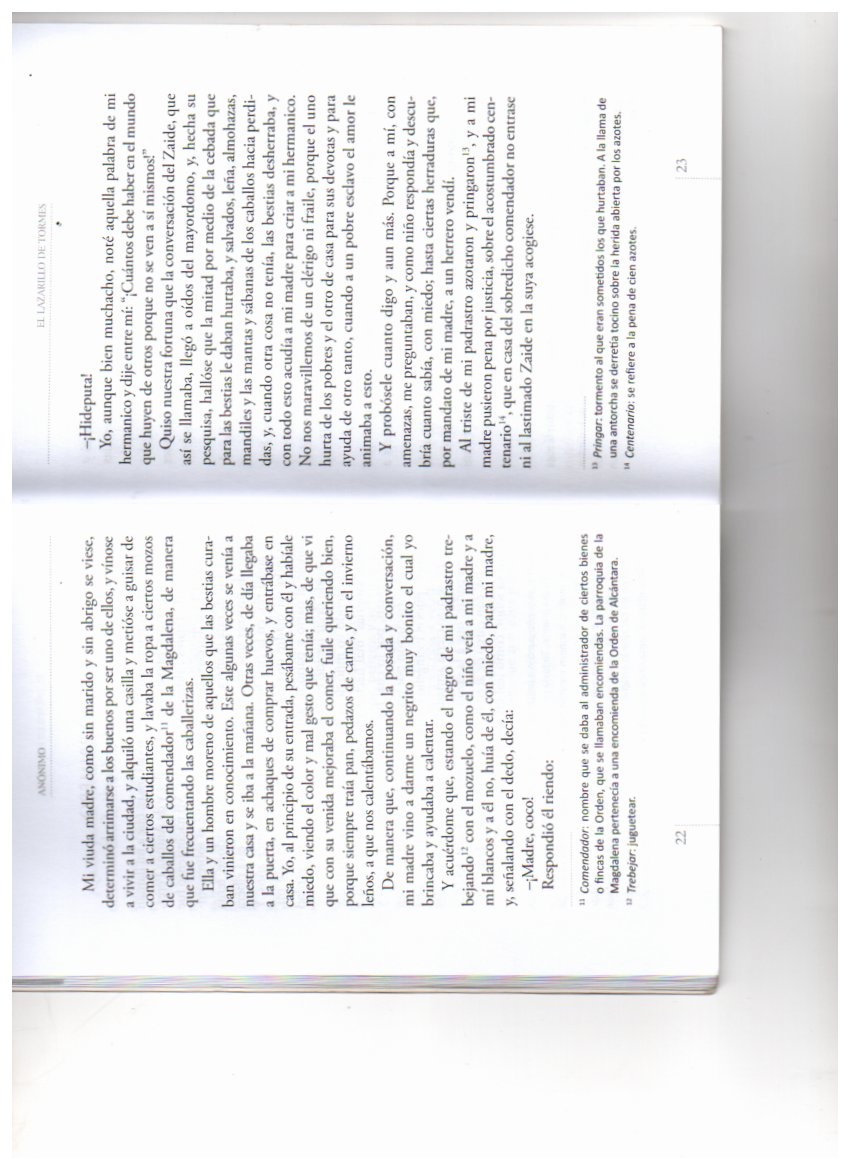 ANÓNIMO
Mi viuda madre, como sin marido y sin abrigo se viese,
determinó arrimarse a los buenos por ser uno de ellos, y vínose
a vivir a la ciudad, y alquiló una casilla y metióse a guisar de
comer a ciertos estudiantes, y lavaba la ropa a ciertos mozos
de caballos del comendador¹¹ de la Magdalena, de manera
que fue frecuentando las caballerizas.
Ella y un hombre moreno de aquellos que las bestias cura-
ban vinieron en conocimiento. Este algunas veces se venía a
nuestra casa y se iba a la mañana. Otras veces, de día llegaba
a la puerta, en achaques de comprar huevos, y entrábase en
casa. Yo, al principio de su entrada, pesábame con él y habíale
miedo, viendo el color y mal gesto que tenía; mas, de que vi
que con su venida mejoraba el comer, fuile queriendo bien,
porque siempre traía pan, pedazos de carne, y en el invierno
leños, a que nos calentábamos.
De manera que, continuando la posada y conversación,
mi madre vino a darme un negrito muy bonito el cual yo
brincaba y ayudaba a calentar.
Y acuérdome que, estando el negro de mi padrastro tre-
bejando¹² con el mozuelo, como el niño veía a mi madre y a
mí blancos y a él no, huía de él, con miedo, para mi madre,
y, señalando con el dedo, decía:
–¡Madre, coco!
Respondió él riendo:
¹¹ Comendador: nombre que se daba al administrador de ciertos bienes
o fincas de la Orden, que se llamaban encomiendas. La parroquia de la
Magdalena pertenecía a una encomienda de la Orden de Alcántara.
¹² Trebejar: juguetear.
22
EL LAZARILLO DE TORMES
–¡Hideputa!
Yo, aunque bien muchacho, noté aquella palabra de mi
hermanico y dije entre mí: “¡Cuántos debe haber en el mundo
que huyen de otros porque no se ven a sí mismos!”
Quiso nuestra fortuna que la conversación del Zaide, que
así se llamaba, llegó a oídos del mayordomo, y, hecha su
pesquisa, hallóse que la mitad por medio de la cebada que
para las bestias le daban hurtaba, y salvados, leña, almohazas,
mandiles y las mantas y sábanas de los caballos hacía perdi-
das, y, cuando otra cosa no tenía, las bestias desherraba, y
con todo esto acudía a mi madre para criar a mi hermanico.
No nos maravillemos de un clérigo ni fraile, porque el uno
hurta de los pobres y el otro de casa para sus devotas y para
ayuda de otro tanto, cuando a un pobre esclavo el amor le
animaba a esto.
Y probósele cuanto digo y aun más. Porque a mí, con
amenazas, me preguntaban, y como niño respondía y descu-
bría cuanto sabía, con miedo; hasta ciertas herraduras que,
por mandato de mi madre, a un herrero vendí.
Al triste de mi padrastro azotaron y pringaron¹³, y a mi
madre pusieron pena por justicia, sobre el acostumbrado cen-
tenario¹⁴, que en casa del sobredicho comendador no entrase
ni al lastimado Zaide en la suya acogiese.
¹³ Pringar: tormento al que eran sometidos los que hurtaban. A la llama de
una antorcha se derretía tocino sobre la herida abierta por los azotes.
¹⁴ Centenario: se refiere a la pena de cien azotes.
23